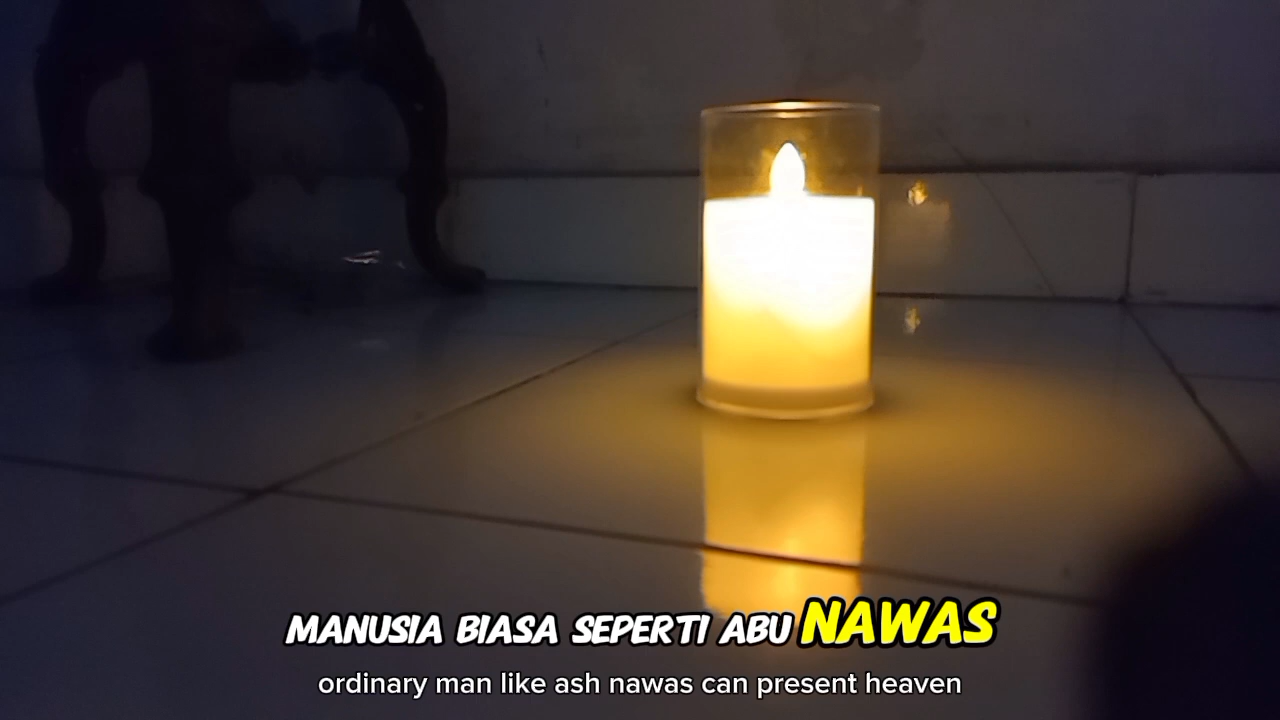 MANUSIA BIASA SEPERTI ABU NAWAS
ordinary man like ash nawas can present heaven